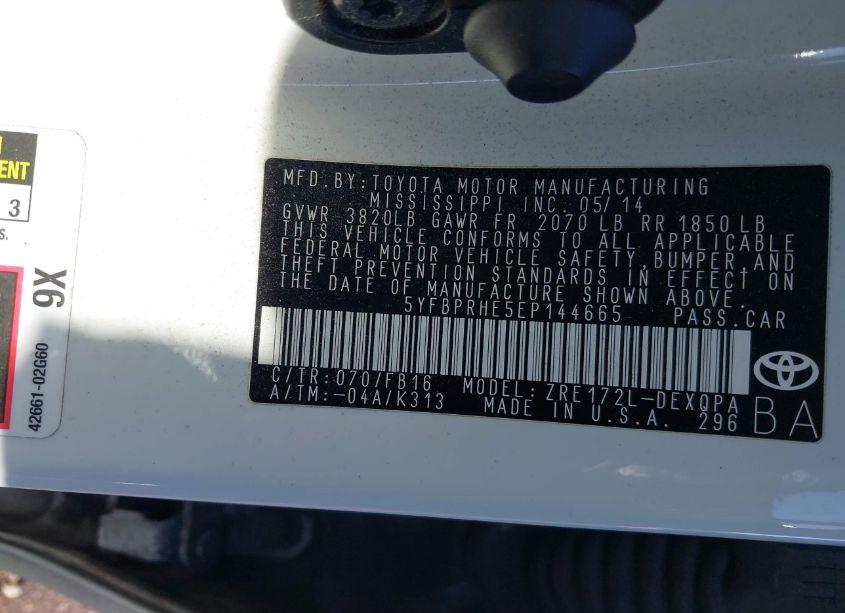 ENT
3
s.
9X
42661-02G60
MFD.BY:TOYOTA MOTOR MANUFACTURING
MISSISSIPPI INC. 05/14
GVWR 3820LB GAWR FR 2070 LB RR 1850 LB
THIS VEHICLE CONFORMS TO ALL APPLICABLE
FEDERAL MOTOR VEHICLE SAFETY, BUMPER, AND
THEFT PREVENTION STANDARDS IN EFFECT ON
THE DATE OF MANUFACTURE SHOWN ABOVE.
5YFBPRHE5EP144665 PASS.CAR
C/TR:070/FB16 MODEL:ZRE172L-DEXQPA
A/TM:-04A/K313 MADE IN U.S.A. 296 BA